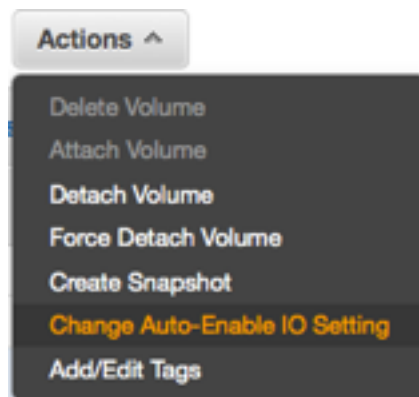 Actions
Delete Volume
Attach Volume
Detach Volume
Force Detach Volume
Create Snapshot
Change Auto-Enable IO Setting
Add/Edit Tags